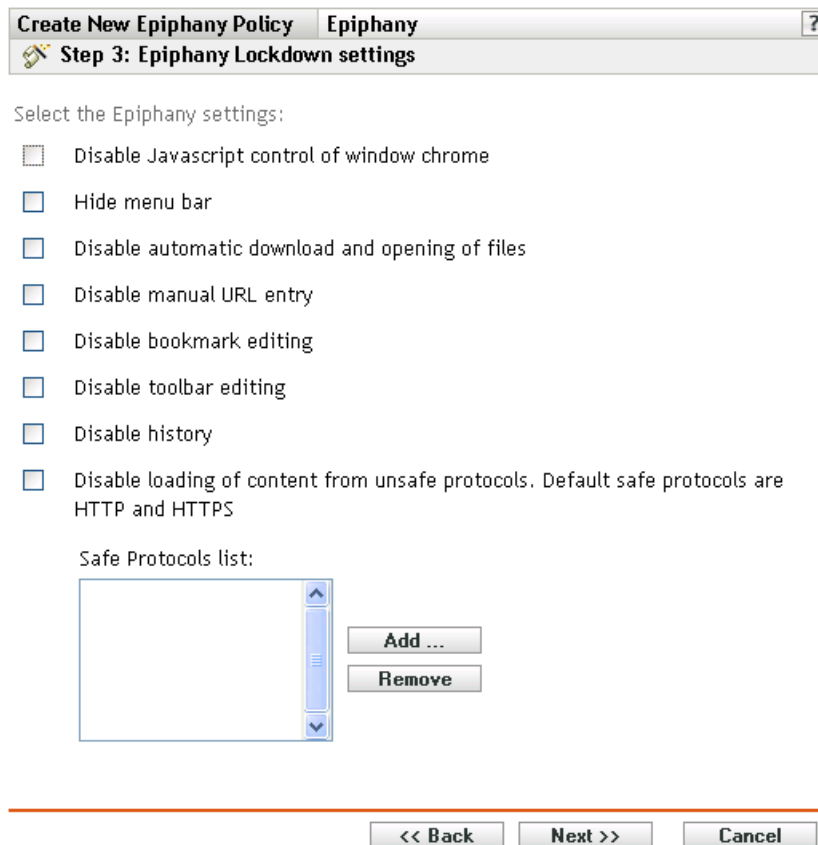 Create New Epiphany Policy Epiphany ?
Step 3: Epiphany Lockdown settings
Select the Epiphany settings:
Disable Javascript control of window chrome
Hide menu bar
Disable automatic download and opening of files
Disable manual URL entry
Disable bookmark editing
Disable toolbar editing
Disable history
Disable loading of content from unsafe protocols. Default safe protocols are
HTTP and HTTPS
Safe Protocols list:
Add ...
Remove
<< Back Next >> Cancel